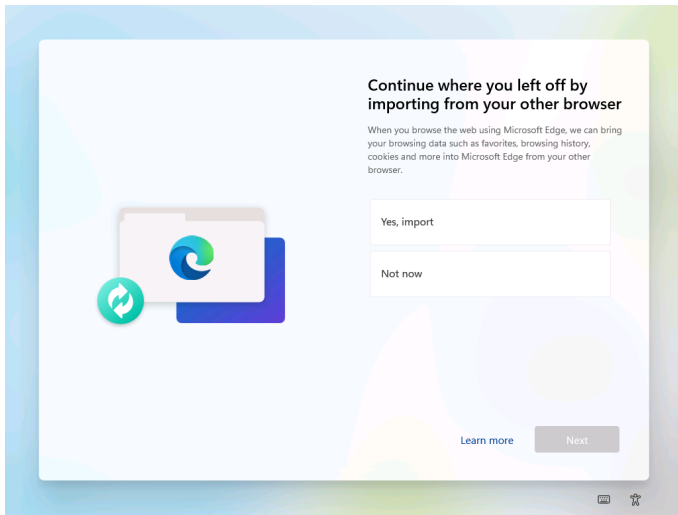 Continue where you left off by
importing from your other browser
When you browse the web using Microsoft Edge, we can bring
your browsing data such as favorites, browsing history,
cookies and more into Microsoft Edge from your other
browser.
Yes, import
Not now
Learn more
Next